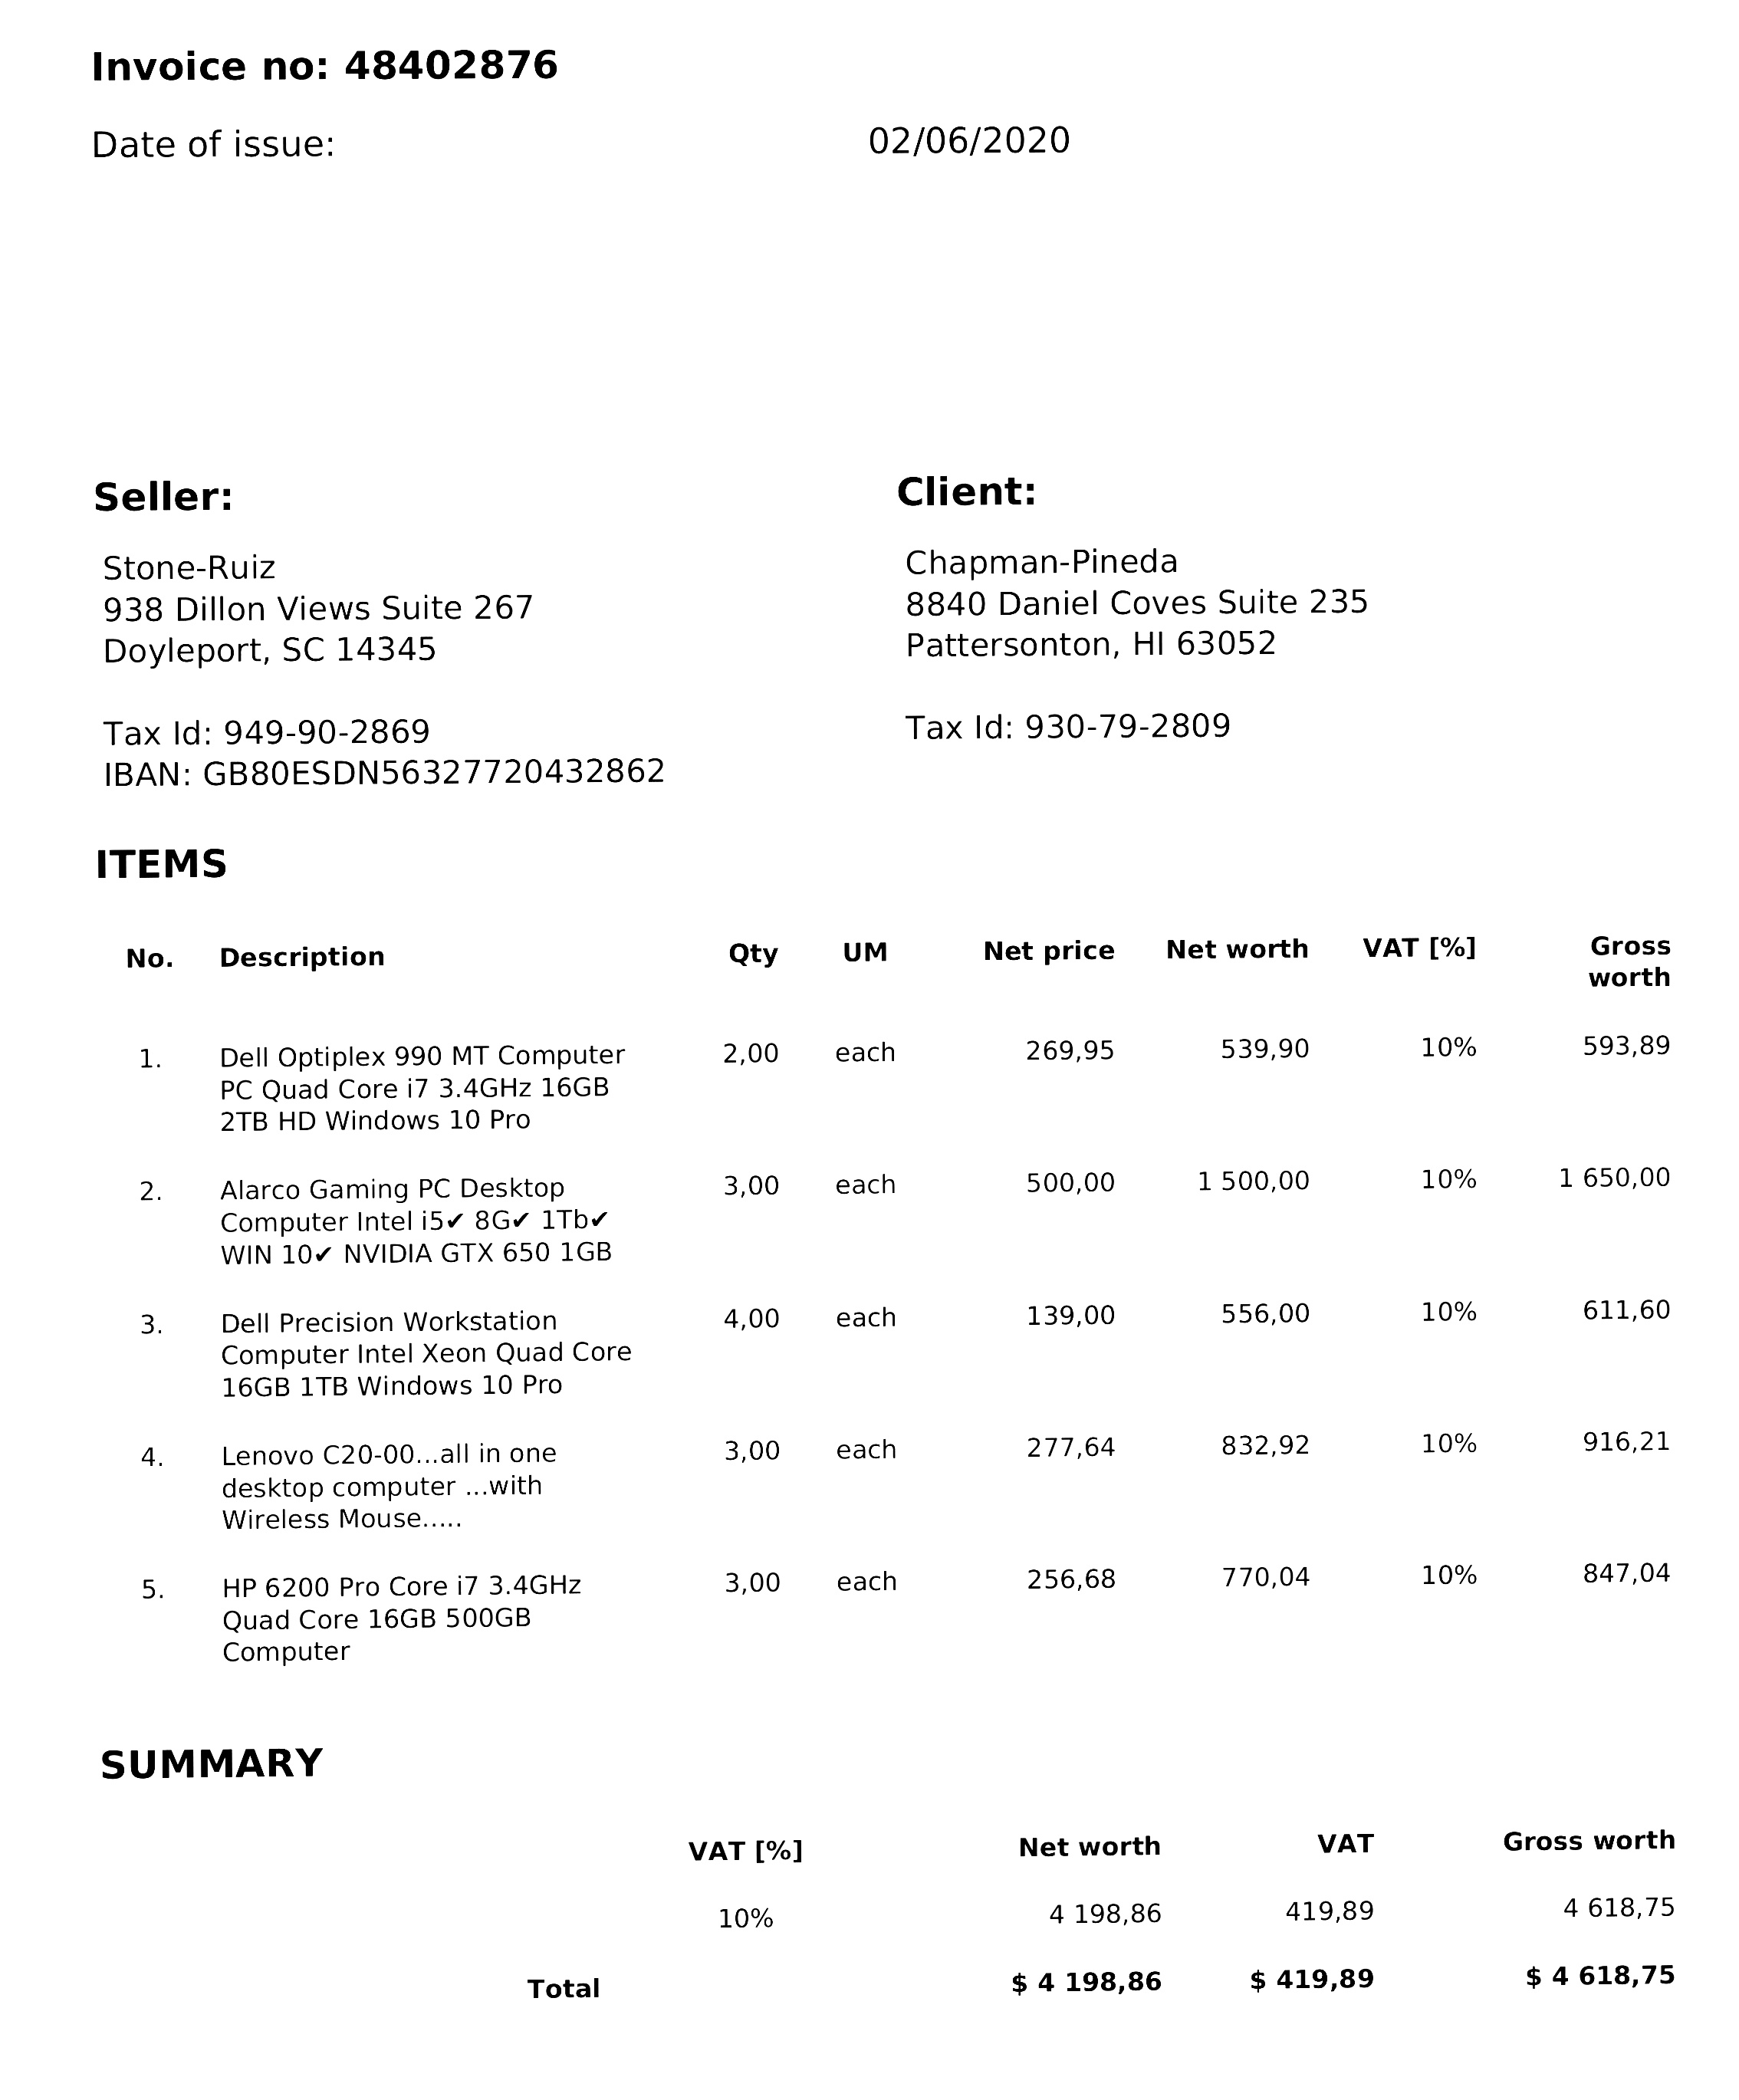 Invoice no: 48402876
Date of issue: 02/06/2020
Seller:
Stone-Ruiz
938 Dillon Views Suite 267
Doyleport, SC 14345
Tax Id: 949-90-2869
IBAN: GB80ESDN56327720432862
Client:
Chapman-Pineda
8840 Daniel Coves Suite 235
Pattersonton, HI 63052
Tax Id: 930-79-2809
ITEMS
No. Description Qty UM Net price Net worth VAT [%] Gross
worth
1. Dell Optiplex 990 MT Computer 2,00 each 269,95 539,90 10% 593,89
PC Quad Core i7 3.4GHz 16GB
2TB HD Windows 10 Pro
2. Alarco Gaming PC Desktop 3,00 each 500,00 1 500,00 10% 1 650,00
Computer Intel i5✔ 8G✔ 1Tb✔
WIN 10✔ NVIDIA GTX 650 1GB
3. Dell Precision Workstation 4,00 each 139,00 556,00 10% 611,60
Computer Intel Xeon Quad Core
16GB 1TB Windows 10 Pro
4. Lenovo C20-00...all in one 3,00 each 277,64 832,92 10% 916,21
desktop computer ...with
Wireless Mouse.....
5. HP 6200 Pro Core i7 3.4GHz 3,00 each 256,68 770,04 10% 847,04
Quad Core 16GB 500GB
Computer
SUMMARY
VAT [%] Net worth VAT Gross worth
10% 4 198,86 419,89 4 618,75
Total $ 4 198,86 $ 419,89 $ 4 618,75